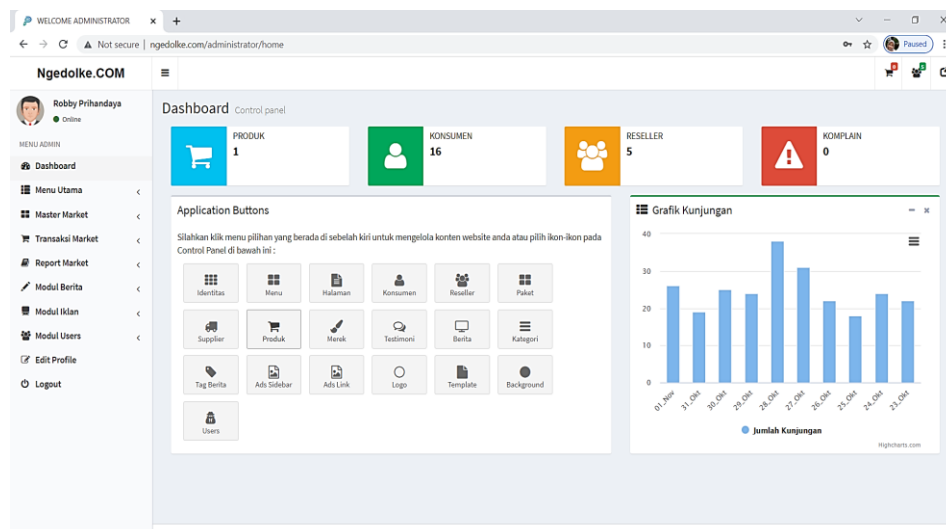 WELCOME ADMINISTRATOR
Not secure | ngedolke.com/administrator/home
Paused
Ngedolke.COM
Robby Prihandaya
Online
MENU ADMIN
Dashboard
Menu Utama
Master Market
Transaksi Market
Report Market
Modul Berita
Modul Iklan
Modul Users
Edit Profile
Logout
Dashboard Control panel
PRODUK
1
KONSUMEN
16
RESELLER
5
KOMPLAIN
0
Application Buttons
Silahkan klik menu pilihan yang berada di sebelah kiri untuk mengelola konten website anda atau pilih ikon-ikon pada
Control Panel di bawah ini :
Identitas Menu Halaman Konsumen Reseller Paket
Supplier Produk Merek Testimoni Berita Kategori
Tag Berita Ads Sidebar Ads Link Logo Template Background
Users
Grafik Kunjungan
40
30
20
10
0
01_Nov 31_Okt 30_Okt 29_Okt 28_Okt 27_Okt 26_Okt 25_Okt 24_Okt 23_Okt
Jumlah Kunjungan
Highcharts.com